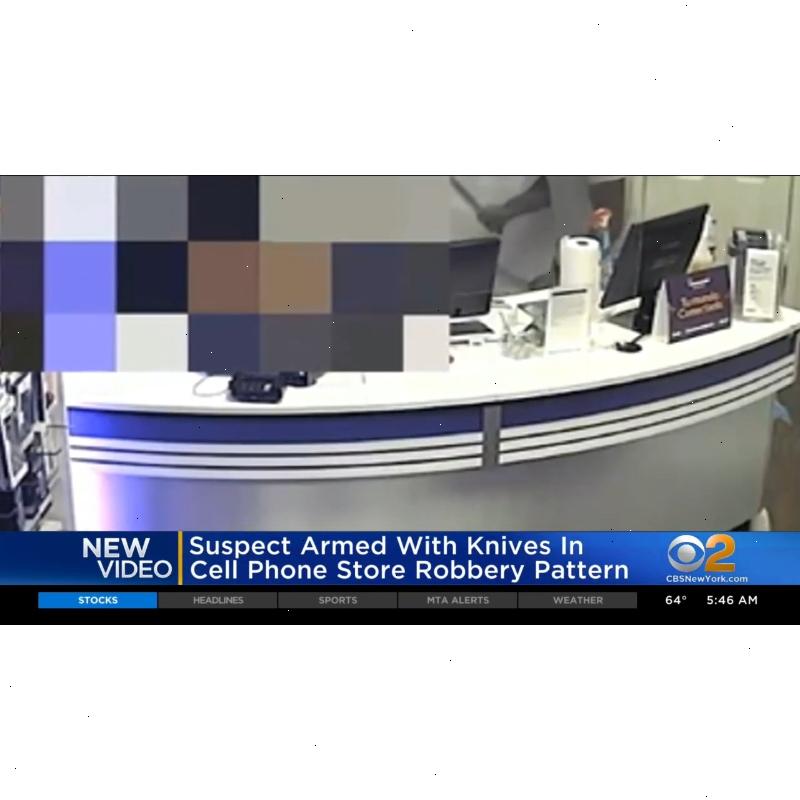 NEW
VIDEO
Suspect Armed With Knives In
Cell Phone Store Robbery Pattern
2
CBSNewYork.com
STOCKS
HEADLINES
SPORTS
MTA ALERTS
WEATHER
64°
5:46 AM